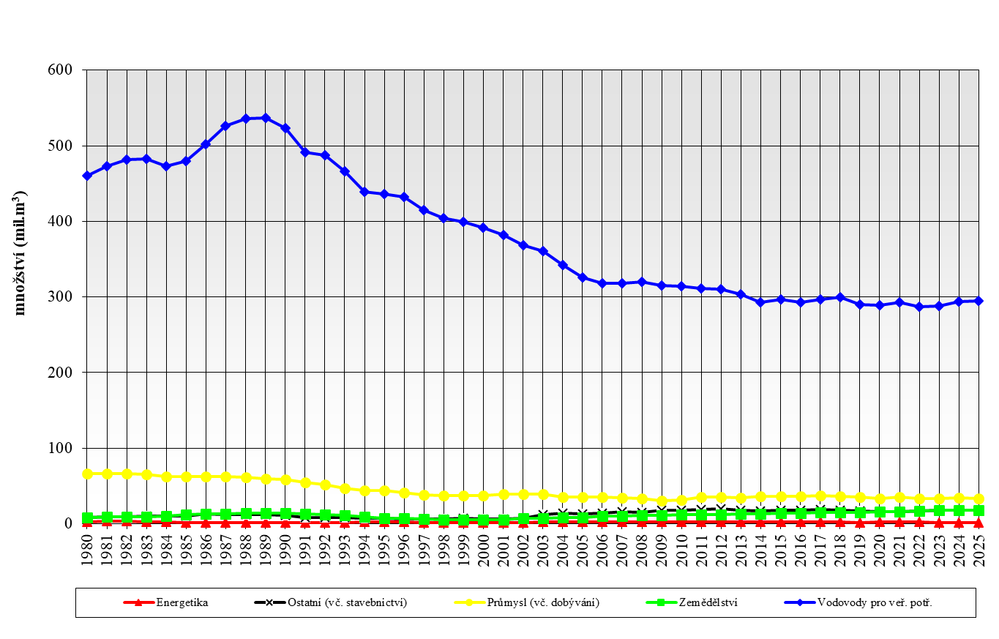 množství (mil.m³)
600
500
400
300
200
100
0
1980 1981 1982 1983 1984 1985 1986 1987 1988 1989 1990 1991 1992 1993 1994 1995 1996 1997 1998 1999 2000 2001 2002 2003 2004 2005 2006 2007 2008 2009 2010 2011 2012 2013 2014 2015 2016 2017 2018 2019 2020 2021 2022 2023 2024 2025
Energetika Ostatní (vč. stavebnictví) Průmysl (vč. dobývání) Zemědělství Vodovody pro veř. potř.